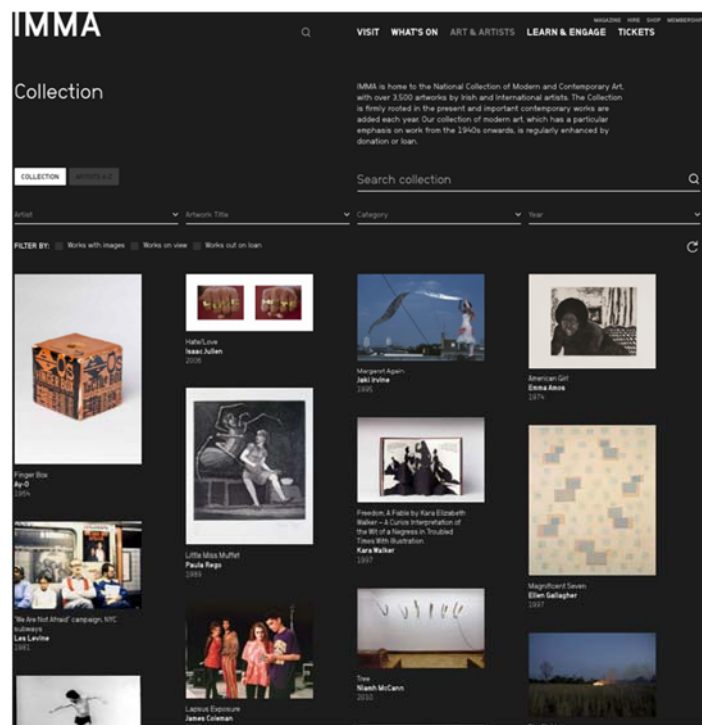 IMMA
MAGAZINE HIRE SHOP MEMBERSHIP
VISIT WHAT'S ON ART & ARTISTS LEARN & ENGAGE TICKETS
Collection
IMMA is home to the National Collection of Modern and Contemporary Art,
with over 3,500 artworks by Irish and International artists. The Collection
is firmly rooted in the present and important contemporary works are
added each year. Our collection of modern art, which has a particular
emphasis on work from the 1940s onwards, is regularly enhanced by
donation or loan.
COLLECTION ARTISTS A-Z
Search collection
Artist Artwork Title Category Year
FILTER BY: Works with images Works on view Works out on loan
FINGER BOX
Finger Box
Ay-O
1964
"We Are Not Afraid" campaign, NYC
subways
Les Levine
1981
Hate/Love
Isaac Julien
2006
Little Miss Muffet
Paula Rego
1989
Lapsus Exposure
James Coleman
Margaret Again
Jaki Irvine
1995
Freedom, A Fable by Kara Elizabeth
Walker – A Curios Interpretation of
the Wit of a Negress in Troubled
Times With Illustration
Kara Walker
1997
Tree
Niamh McCann
2010
American Girl
Emma Amos
1974
Magnificent Seven
Ellen Gallagher
1997